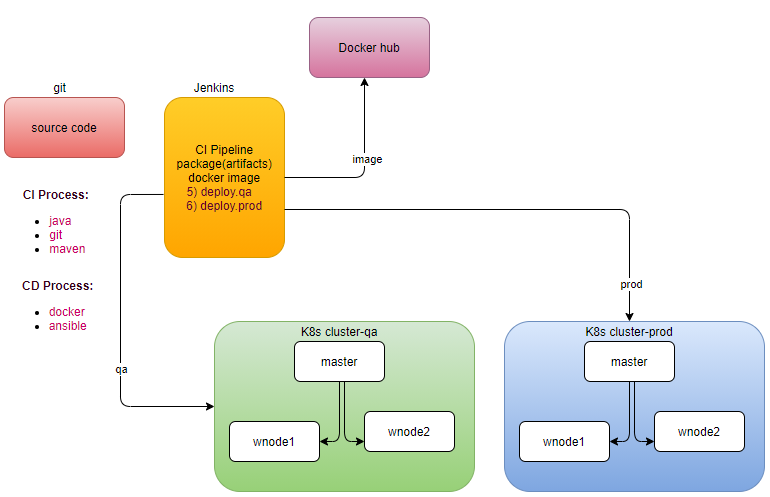 Docker hub
git
Jenkins
source code
CI Pipeline
package(artifacts)
docker image
5) deploy.qa
6) deploy.prod
image
CI Process:
java
git
maven
CD Process:
docker
ansible
prod
qa
K8s cluster-qa
master
wnode1
wnode2
K8s cluster-prod
master
wnode1
wnode2